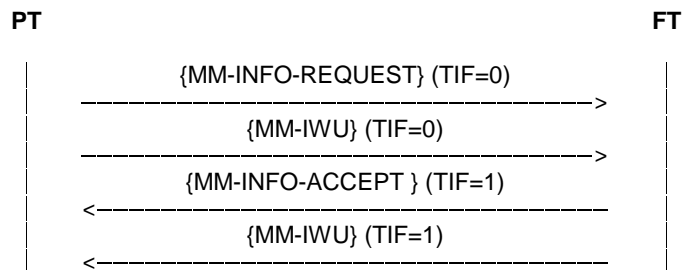 PT FT
{MM-INFO-REQUEST} (TIF=0)
{MM-IWU} (TIF=0)
{MM-INFO-ACCEPT } (TIF=1)
{MM-IWU} (TIF=1)